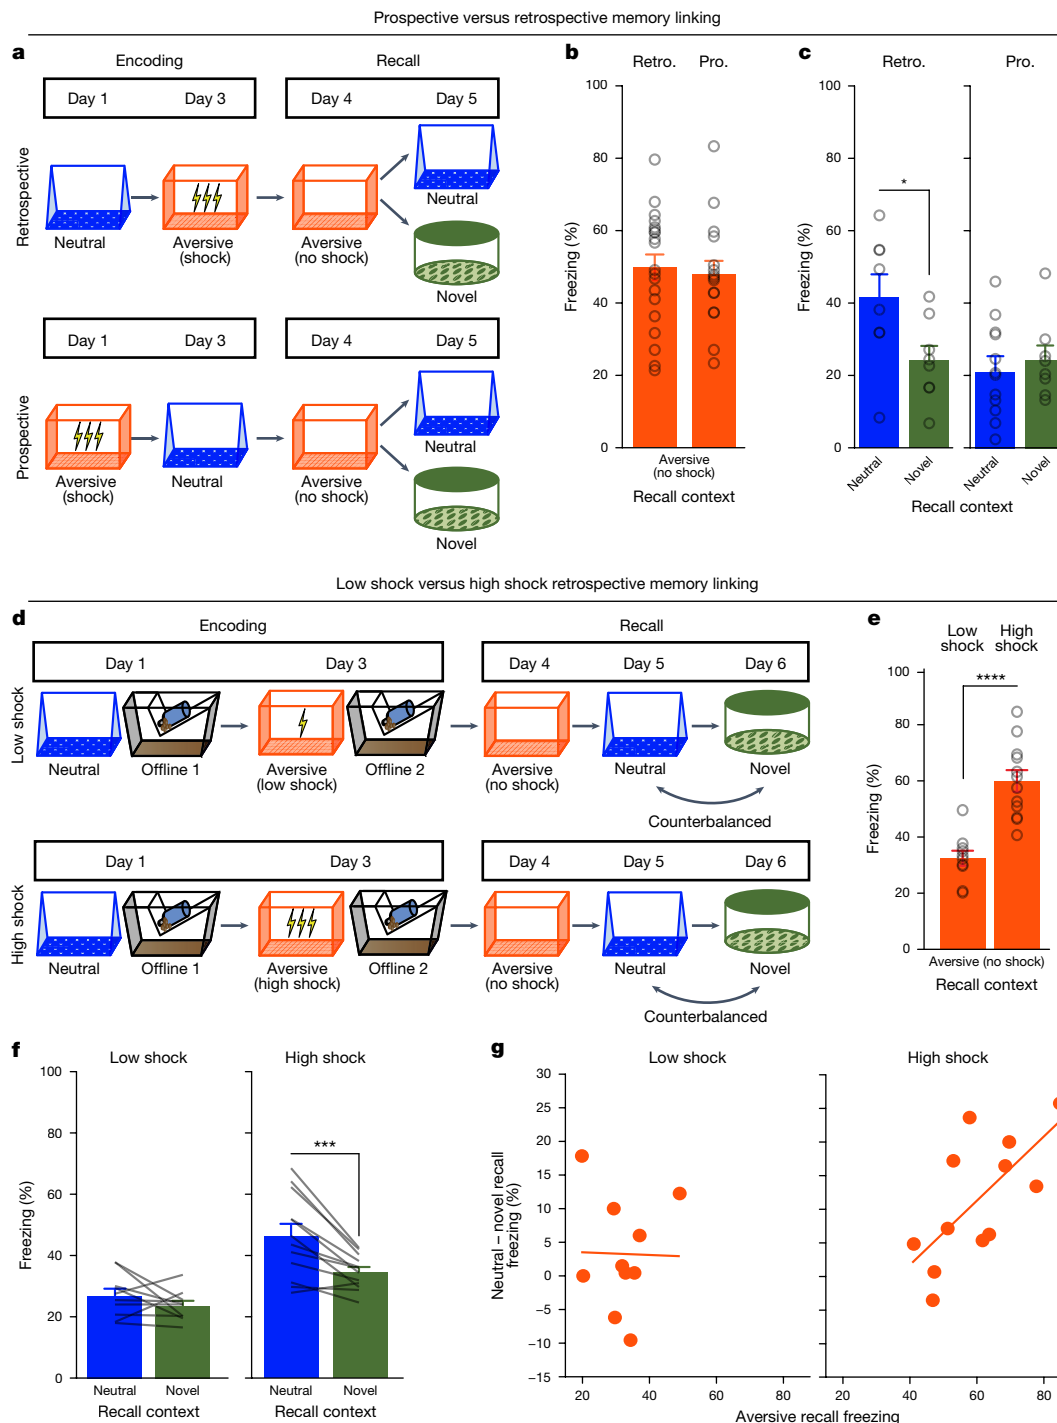 Prospective versus retrospective memory linking
a
Encoding
Recall
Day 1
Day 3
Day 4
Day 5
Retrospective
Neutral
Aversive
(shock)
Aversive
(no shock)
Neutral
Novel
Day 1
Day 3
Day 4
Day 5
Prospective
Aversive
(shock)
Neutral
Aversive
(no shock)
Neutral
Novel
b
Retro.
Pro.
Freezing (%)
100
80
60
40
20
0
Aversive
(no shock)
Recall context
c
Retro.
Pro.
Freezing (%)
100
80
60
40
20
0
*
Neutral
Novel
Neutral
Novel
Recall context
Low shock versus high shock retrospective memory linking
d
Encoding
Recall
Day 1
Day 3
Day 4
Day 5
Day 6
Low shock
Neutral
Offline 1
Aversive
(low shock)
Offline 2
Aversive
(no shock)
Neutral
Novel
Counterbalanced
Day 1
Day 3
Day 4
Day 5
Day 6
High shock
Neutral
Offline 1
Aversive
(high shock)
Offline 2
Aversive
(no shock)
Neutral
Novel
Counterbalanced
e
Low
shock
High
shock
****
Freezing (%)
100
80
60
40
20
0
Aversive (no shock)
Recall context
f
Low shock
High shock
Freezing (%)
100
80
60
40
20
0
***
Neutral
Novel
Neutral
Novel
Recall context
Recall context
g
Low shock
High shock
Neutral – novel recall
freezing (%)
30
25
20
15
10
5
0
–5
–10
–15
20
40
60
80
20
40
60
80
Aversive recall freezing